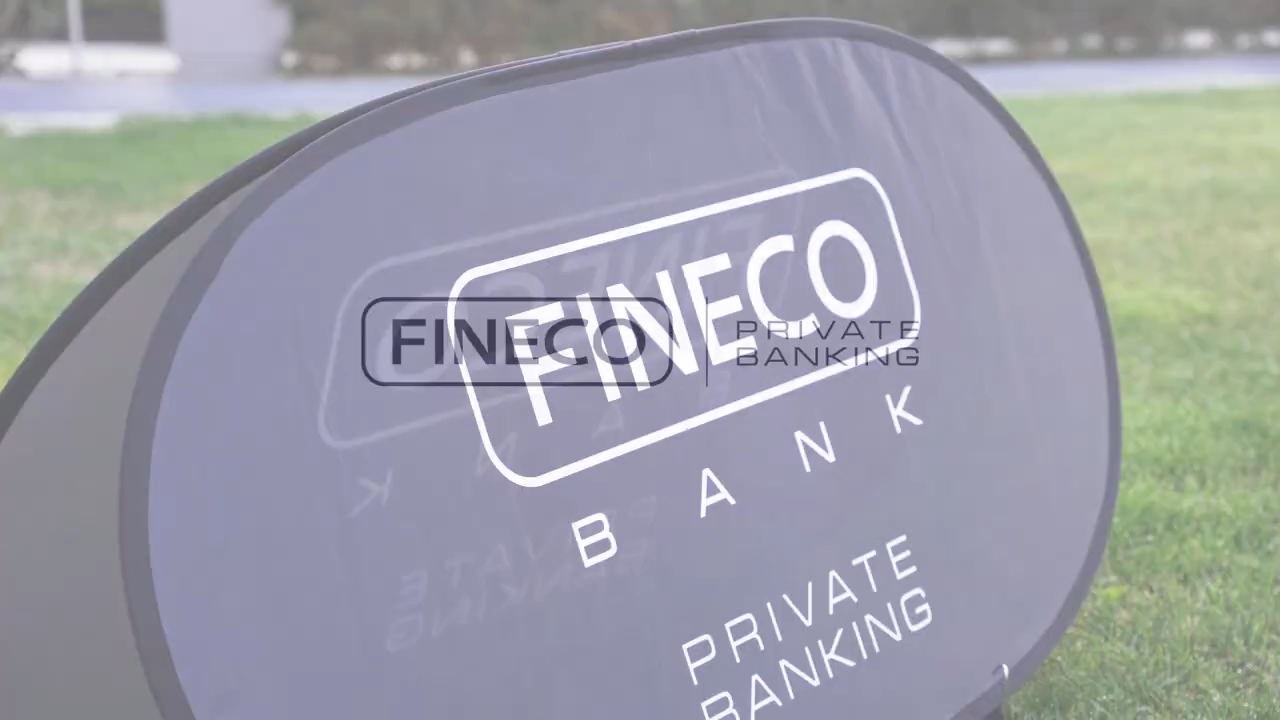 FINECO
BANK
PRIVATE
BANKING
FINECO | PRIVATE
BANKING